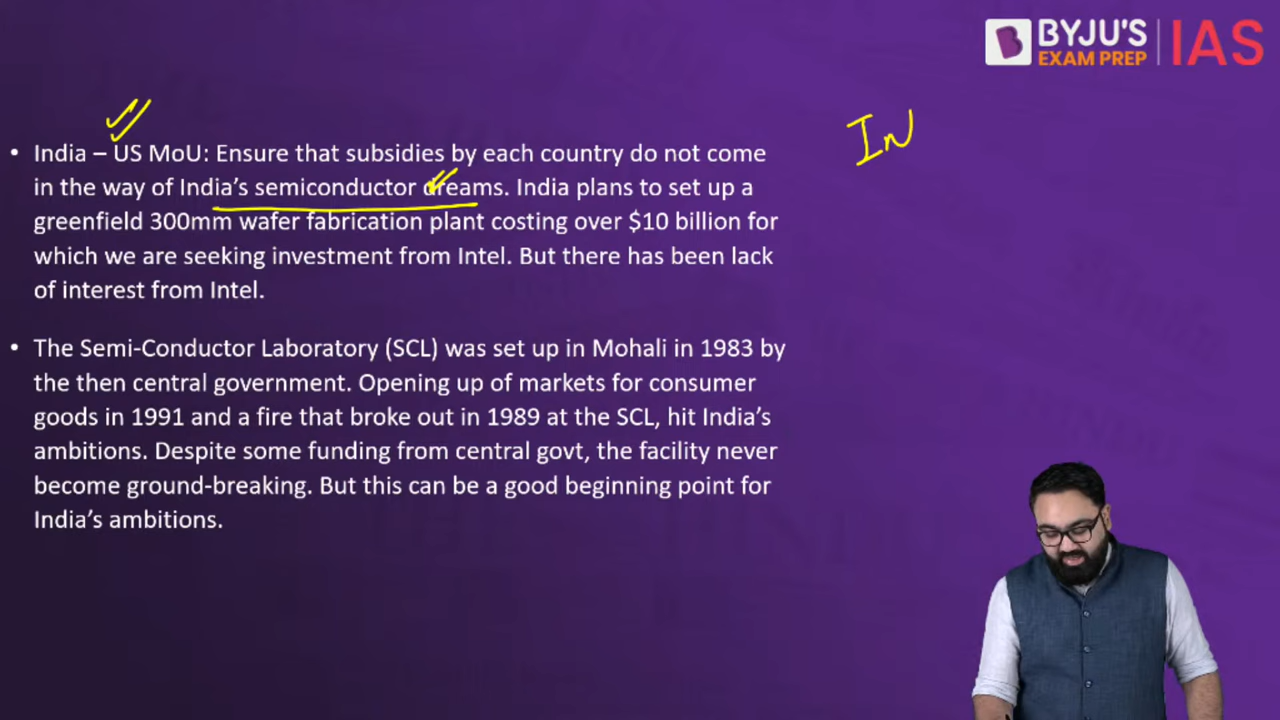 BYJU'S
EXAM PREP
IAS
IN
• India – US MoU: Ensure that subsidies by each country do not come
in the way of India's semiconductor dreams. India plans to set up a
greenfield 300mm wafer fabrication plant costing over $10 billion for
which we are seeking investment from Intel. But there has been lack
of interest from Intel.
• The Semi-Conductor Laboratory (SCL) was set up in Mohali in 1983 by
the then central government. Opening up of markets for consumer
goods in 1991 and a fire that broke out in 1989 at the SCL, hit India's
ambitions. Despite some funding from central govt, the facility never
become ground-breaking. But this can be a good beginning point for
India's ambitions.